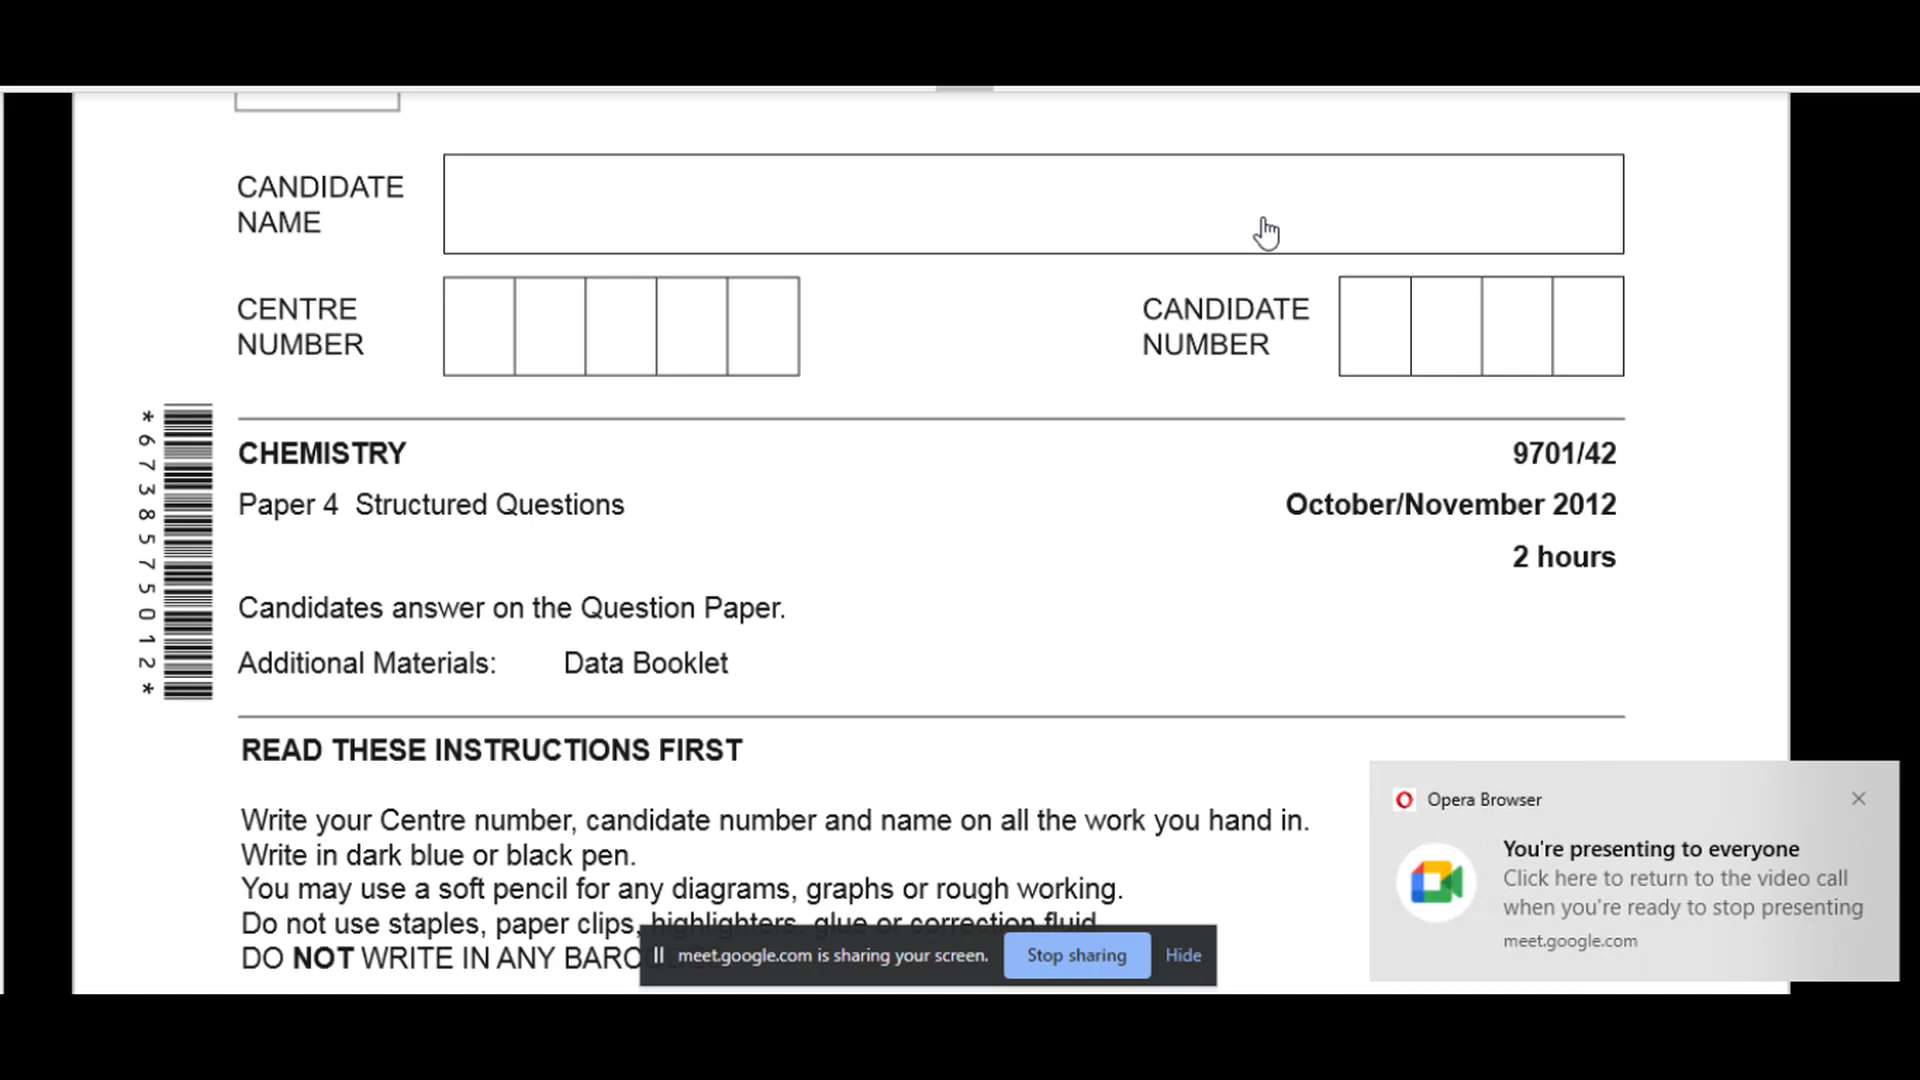 CANDIDATE
NAME
CENTRE
NUMBER
CANDIDATE
NUMBER
*6738575012*
CHEMISTRY
9701/42
Paper 4 Structured Questions
October/November 2012
2 hours
Candidates answer on the Question Paper.
Additional Materials: Data Booklet
READ THESE INSTRUCTIONS FIRST
Write your Centre number, candidate number and name on all the work you hand in.
Write in dark blue or black pen.
You may use a soft pencil for any diagrams, graphs or rough working.
Do not use staples, paper clips, highlighters, glue or correction fluid.
DO NOT WRITE IN ANY
meet.google.com is sharing your screen.
Stop sharing
Hide
Opera Browser
You're presenting to everyone
Click here to return to the video call
when you're ready to stop presenting
meet.google.com